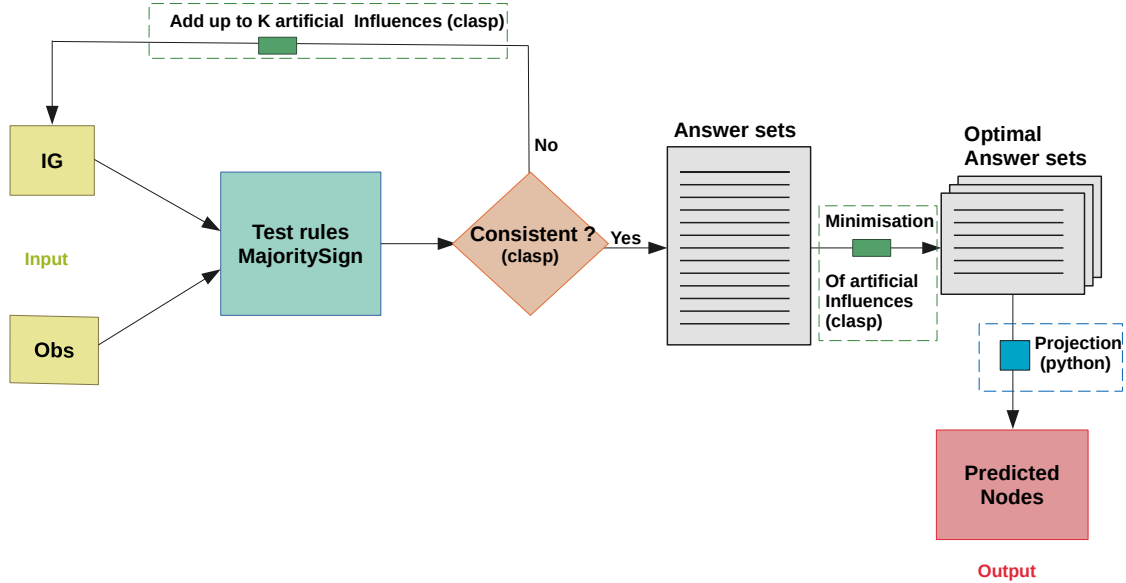 Add up to K artificial Influences (clasp)
IG
Input
Obs
Test rules
MajoritySign
No
Consistent ?
(clasp)
Yes
Answer sets
Minimisation
Of artificial
Influences
(clasp)
Optimal
Answer sets
Projection
(python)
Predicted
Nodes
Output